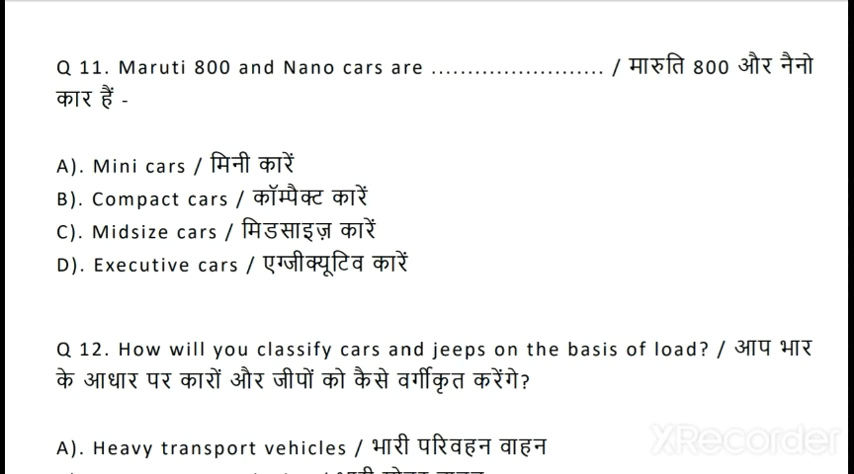 Q 11. Maruti 800 and Nano cars are ........................ / मारुति 800 और नैनो
कार हैं -
A). Mini cars / मिनी कारें
B). Compact cars / कॉम्पैक्ट कारें
C). Midsize cars / मिडसाइज़ कारें
D). Executive cars / एग्जीक्यूटिव कारें
Q 12. How will you classify cars and jeeps on the basis of load? / आप भार
के आधार पर कारों और जीपों को कैसे वर्गीकृत करेंगे?
A). Heavy transport vehicles / भारी परिवहन वाहन
XRecorder